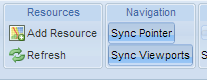 Resources
Navigation
Add Resource
Sync Pointer
Refresh
Sync Viewports